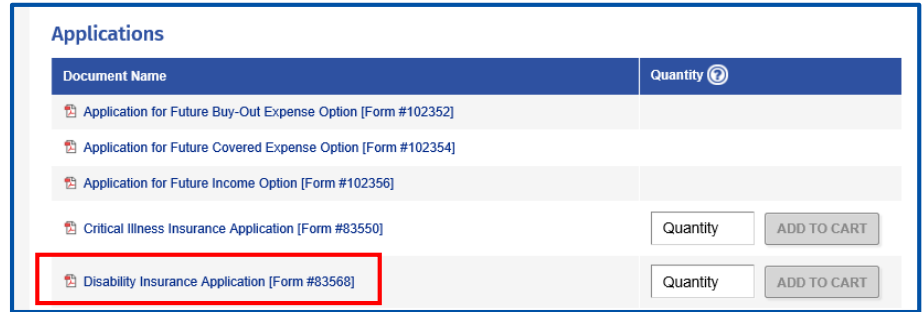 Applications
Document Name Quantity ?
Application for Future Buy-Out Expense Option [Form #102352]
Application for Future Covered Expense Option [Form #102354]
Application for Future Income Option [Form #102356]
Critical Illness Insurance Application [Form #83550] Quantity ADD TO CART
Disability Insurance Application [Form #83568] Quantity ADD TO CART